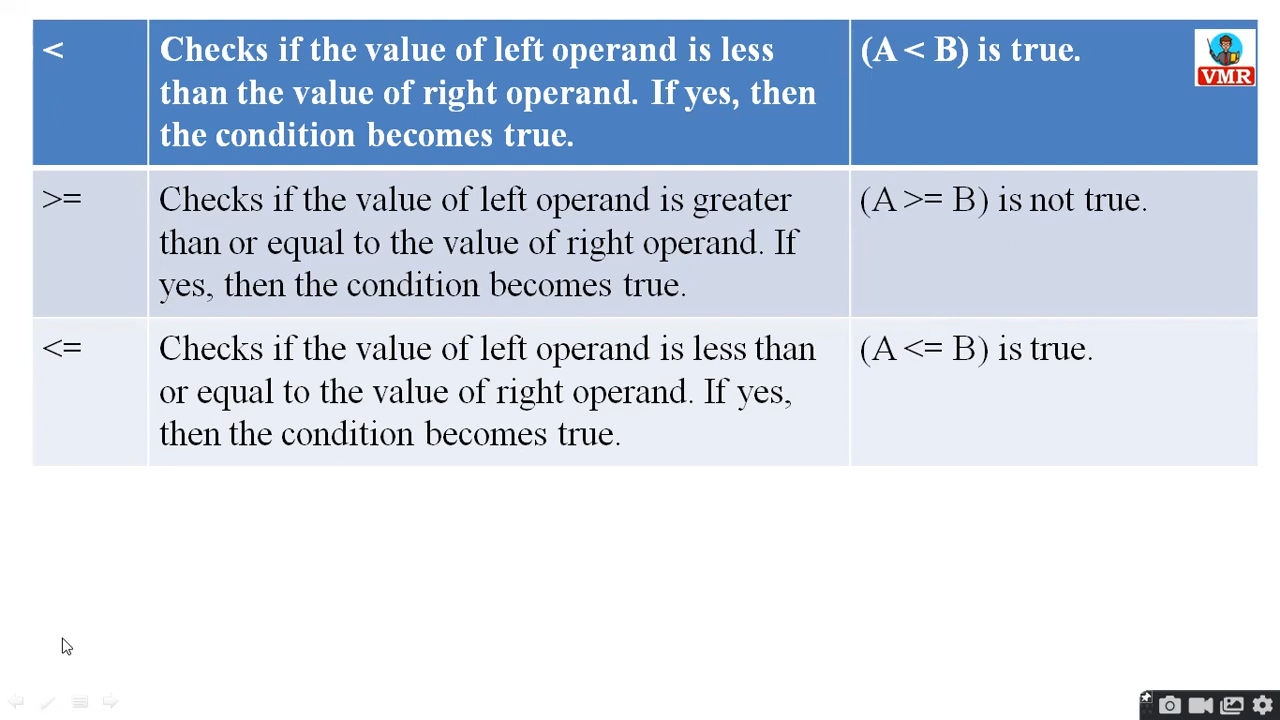 < Checks if the value of left operand is less (A < B) is true.
than the value of right operand. If yes, then
the condition becomes true.
VMR
>= Checks if the value of left operand is greater (A >= B) is not true.
than or equal to the value of right operand. If
yes, then the condition becomes true.
<= Checks if the value of left operand is less than (A <= B) is true.
or equal to the value of right operand. If yes,
then the condition becomes true.